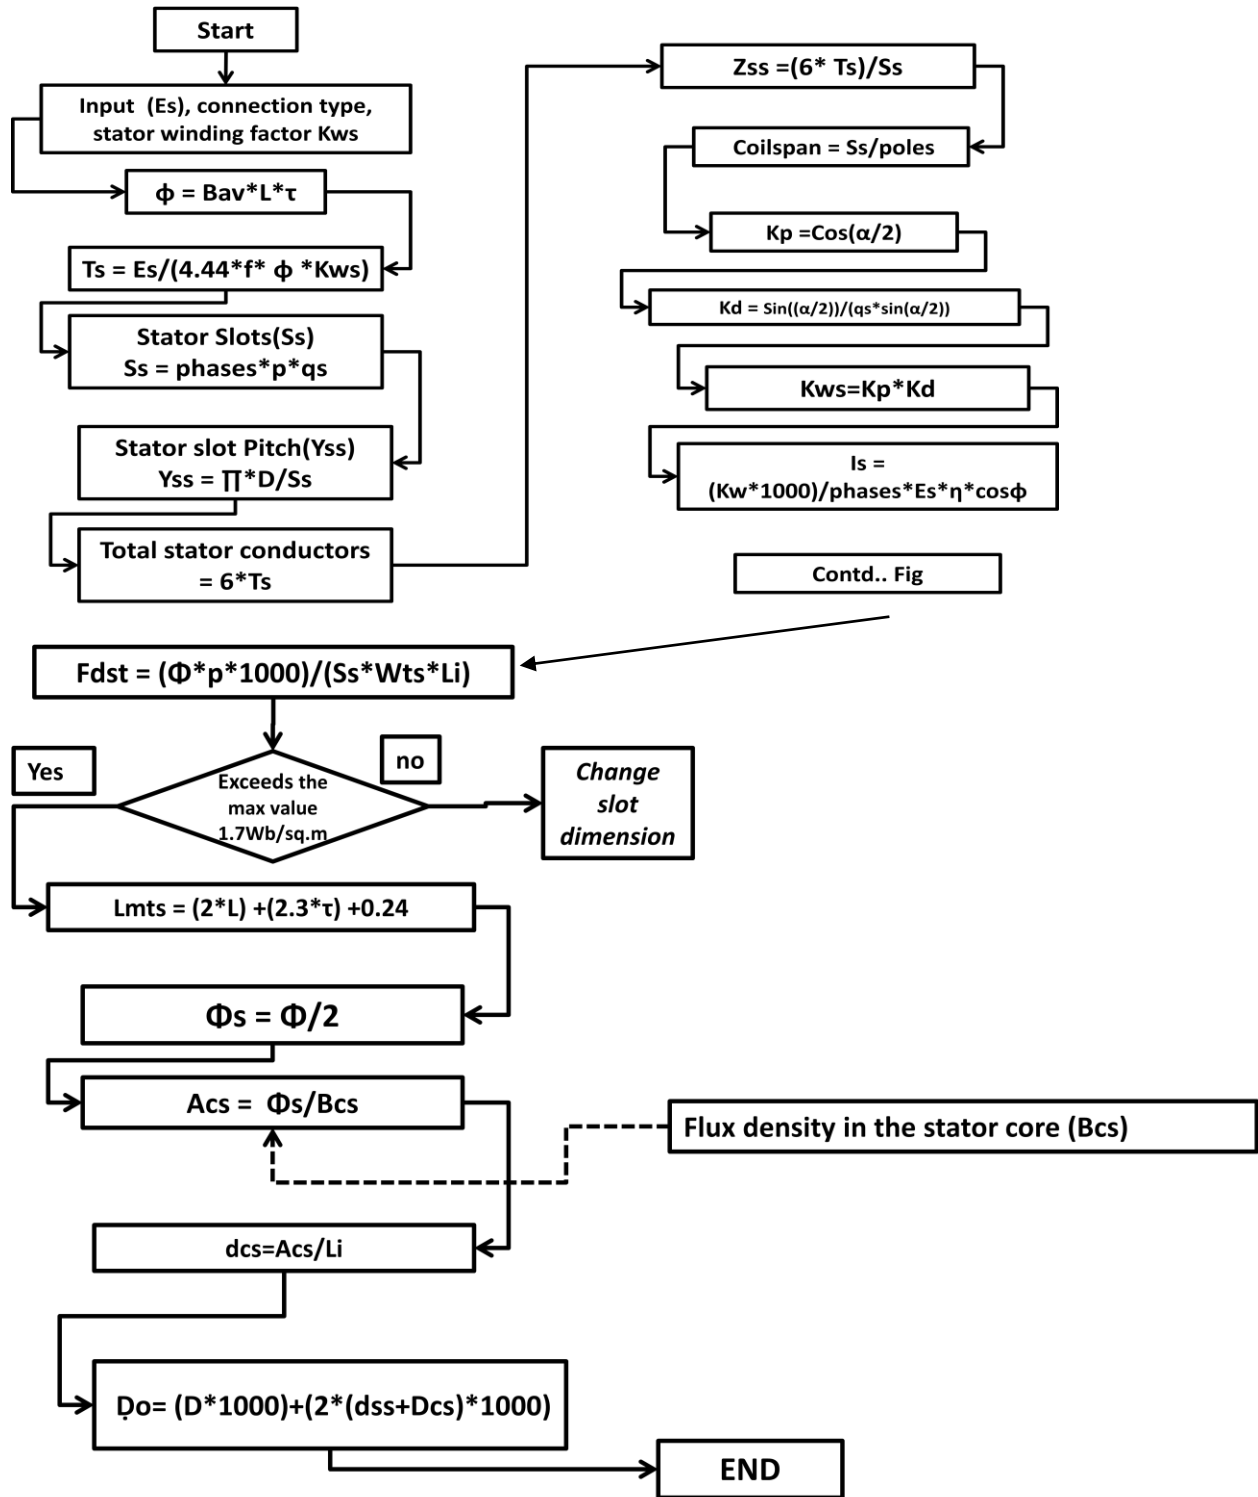 Start
Input (Es), connection type,
stator winding factor Kws
ϕ = Bav*L*τ
Ts = Es/(4.44*f* ϕ *Kws)
Stator Slots(Ss)
Ss = phases*p*qs
Stator slot Pitch(Yss)
Yss = ∏*D/Ss
Total stator conductors
= 6*Ts
Zss =(6* Ts)/Ss
Coilspan = Ss/poles
Kp =Cos(α/2)
Kd = Sin((α/2))/(qs*sin(α/2))
Kws=Kp*Kd
Is =
(Kw*1000)/phases*Es*η*cosϕ
Contd.. Fig
Fdst = (Φ*p*1000)/(Ss*Wts*Li)
Yes
no
Exceeds the
max value
1.7Wb/sq.m
Change
slot
dimension
Lmts = (2*L) +(2.3*τ) +0.24
Φs = Φ/2
Acs = Φs/Bcs
Flux density in the stator core (Bcs)
dcs=Acs/Li
Ḍo= (D*1000)+(2*(dss+Dcs)*1000)
END